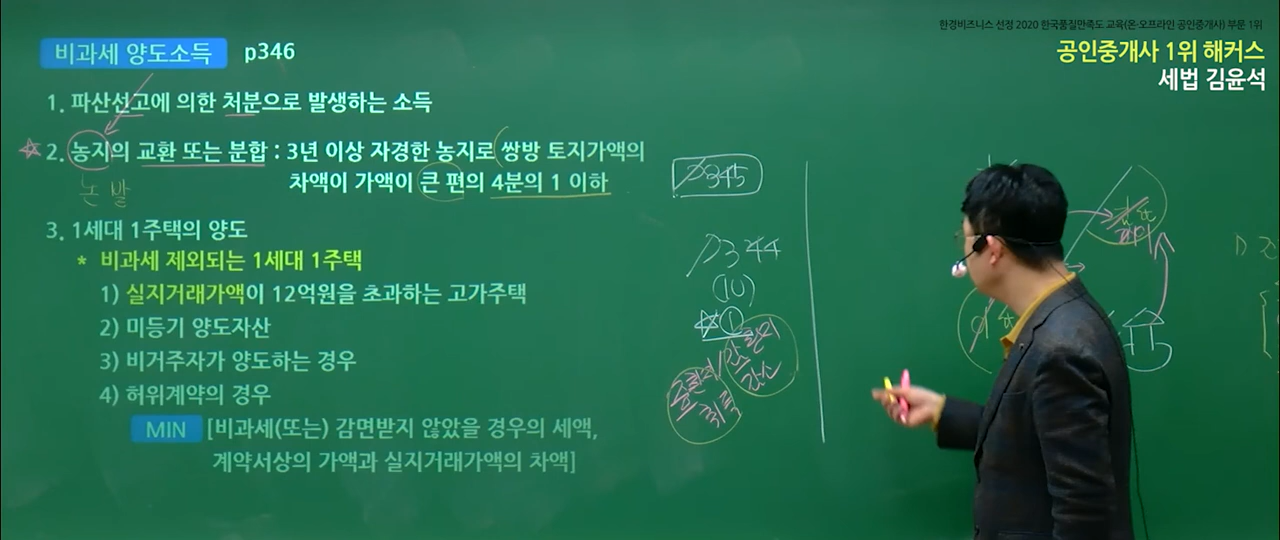 한경비즈니스 선정 2020 한국품질만족도 교육(온·오프라인 공인중개사) 부문 1위
공인중개사 1위 해커스
세법 김윤석
비과세 양도소득 p346
1. 파산선고에 의한 처분으로 발생하는 소득
☆ 2. 농지의 교환 또는 분합 : 3년 이상 자경한 농지로 쌍방 토지가액의
차액이 가액이 큰 편의 4분의 1 이하
논 밭
3. 1세대 1주택의 양도
* 비과세 제외되는 1세대 1주택
1) 실지거래가액이 12억원을 초과하는 고가주택
2) 미등기 양도자산
3) 비거주자가 양도하는 경우
4) 허위계약의 경우
MIN [비과세(또는) 감면받지 않았을 경우의 세액,
계약서상의 가액과 실지거래가액의 차액]
P345
P344
(10)
☆ ①